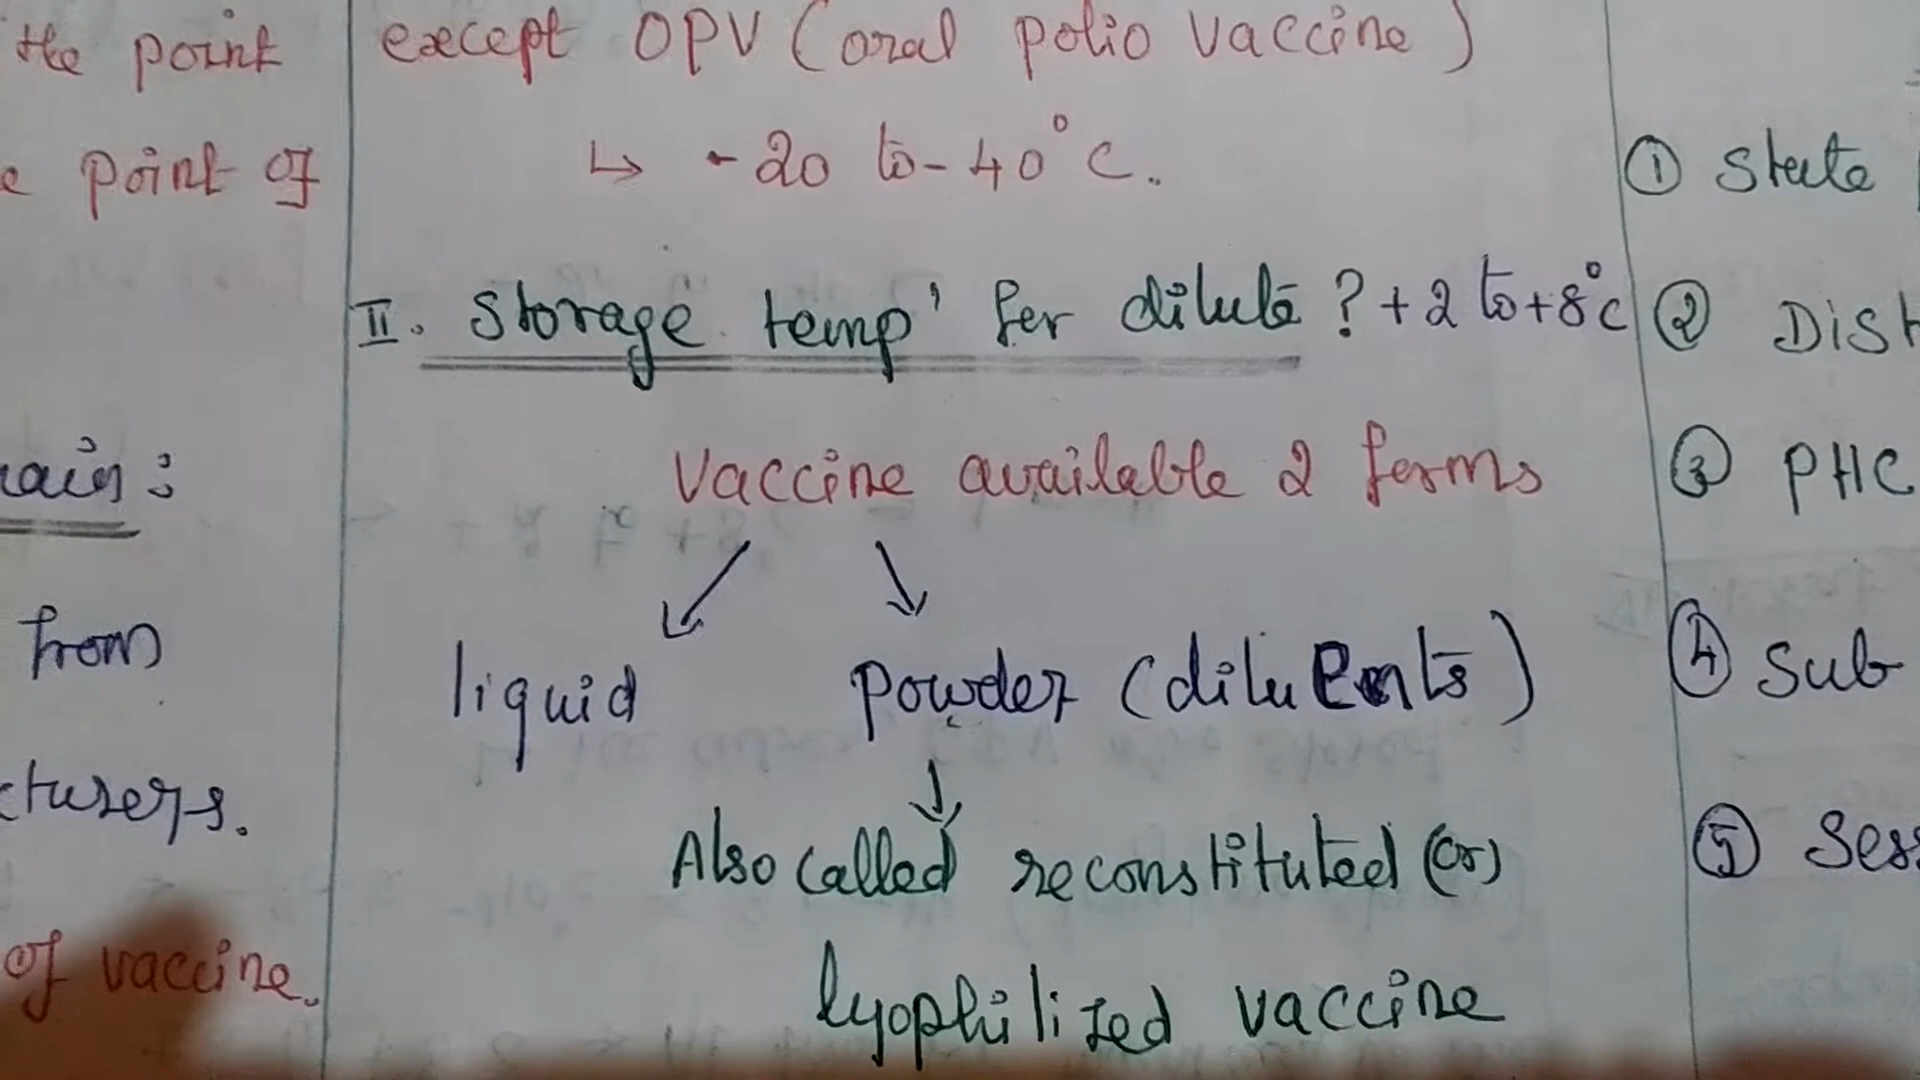 the point
e point of
ain :
from
cturers.
of vaccine.
except OPV (oral polio vaccine)
↳ -20 to -40°C.
II. Storage temp' for dilute ? +2 to +8°C
Vaccine available 2 forms
liquid
powder (diluents)
Also called reconstituted (or)
lyophilized vaccine
① State
② Dist
③ PHC
④ Sub
⑤ Sess